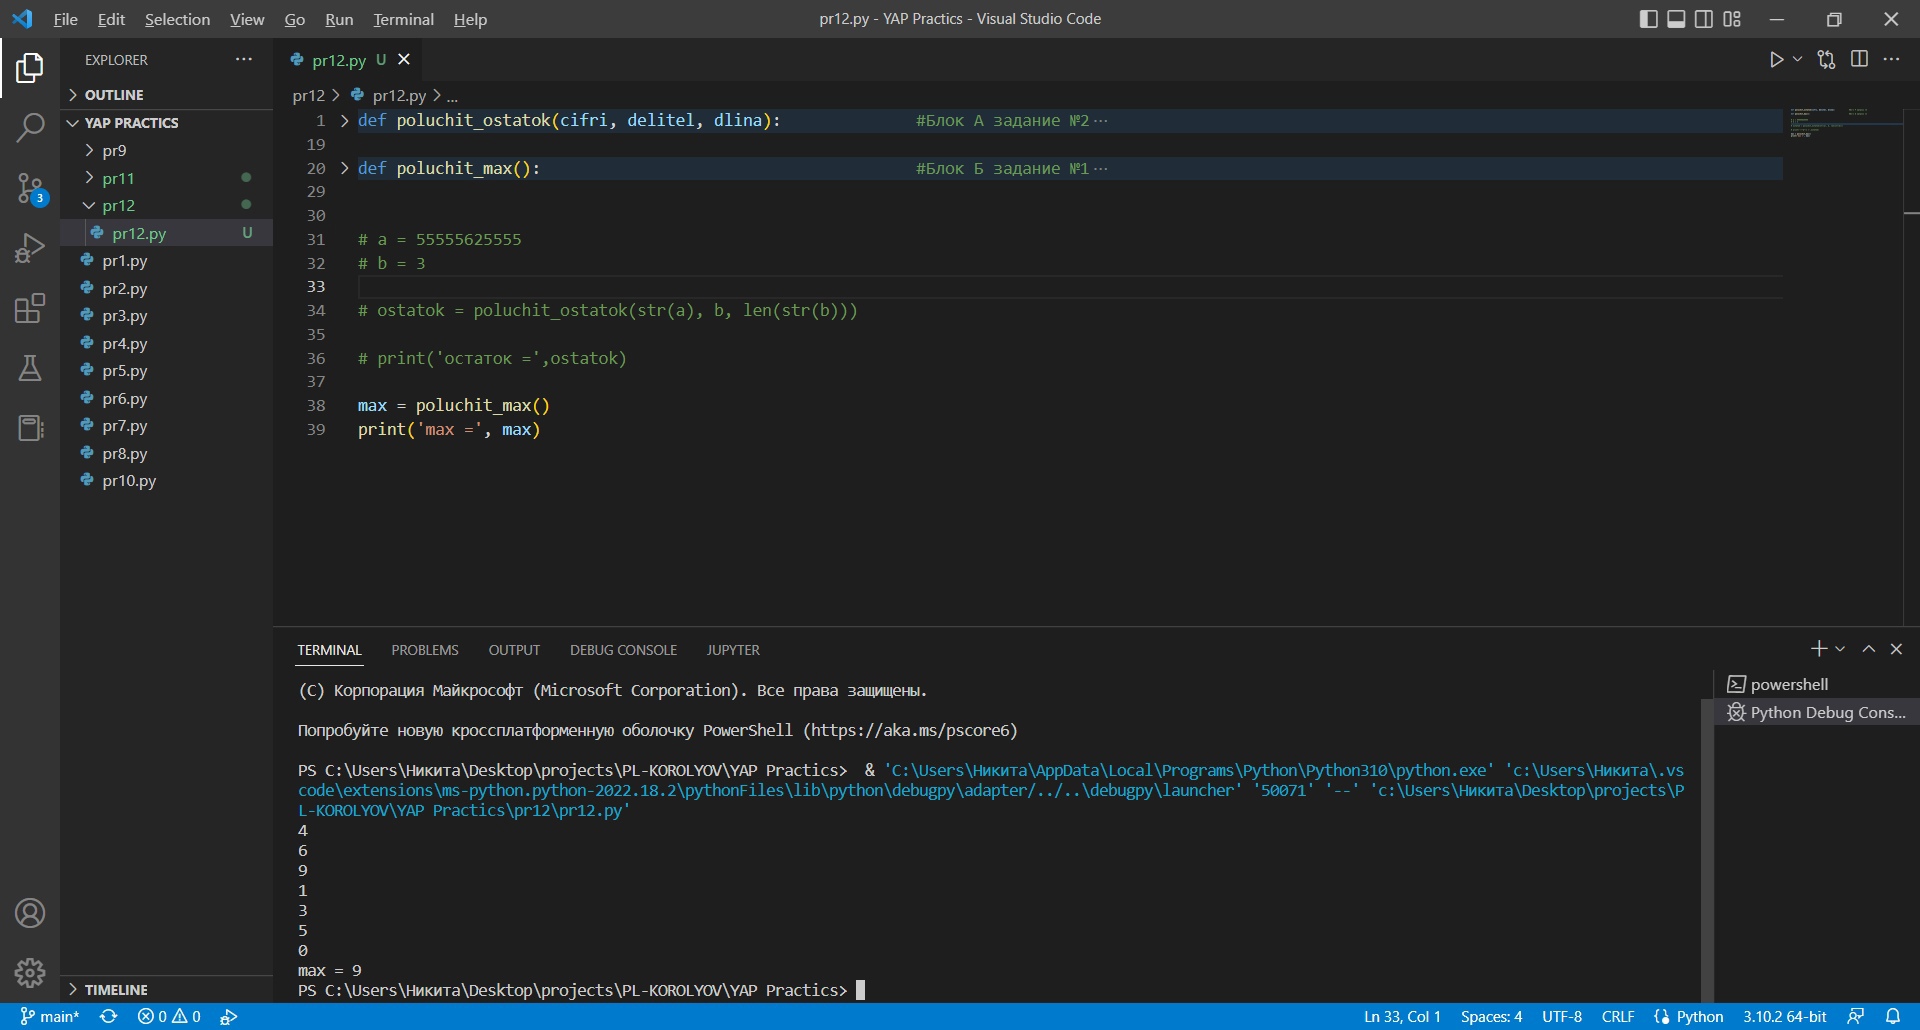 File Edit Selection View Go Run Terminal Help
pr12.py - YAP Practices - Visual Studio Code
EXPLORER ...
OUTLINE
YAP PRACTICS
pr9
pr11
pr12
pr12.py U
pr1.py
pr2.py
pr3.py
pr4.py
pr5.py
pr6.py
pr7.py
pr8.py
pr10.py
TIMELINE
3
pr12.py U
pr12 > pr12.py > ...
1 def poluchit_ostatok(cifri, delitel, dlina): #Блок А задание №2 ...
19
20 def poluchit_max(): #Блок Б задание №1 ...
29
30
31 # a = 55555625555
32 # b = 3
33
34 # ostatok = poluchit_ostatok(str(a), b, len(str(b)))
35
36 # print('остаток =',ostatok)
37
38 max = poluchit_max()
39 print('max =', max)
TERMINAL PROBLEMS OUTPUT DEBUG CONSOLE JUPYTER
(C) Корпорация Майкрософт (Microsoft Corporation). Все права защищены.
Попробуйте новую кроссплатформенную оболочку PowerShell (https://aka.ms/pscore6)
PS C:\Users\Никита\Desktop\projects\PL-KOROLYOV\YAP Practics> & 'C:\Users\Никита\AppData\Local\Programs\Python\Python310\python.exe' 'c:\Users\Никита\.vs
code\extensions\ms-python.python-2022.18.2\pythonFiles\lib\python\debugpy\adapter/../..\debugpy\launcher' '50071' '--' 'c:\Users\Никита\Desktop\projects\P
L-KOROLYOV\YAP Practics\pr12\pr12.py'
4
6
9
1
3
5
0
max = 9
PS C:\Users\Никита\Desktop\projects\PL-KOROLYOV\YAP Practics>
powershell
Python Debug Cons...
main* 0 0
Ln 33, Col 1 Spaces: 4 UTF-8 CRLF Python 3.10.2 64-bit